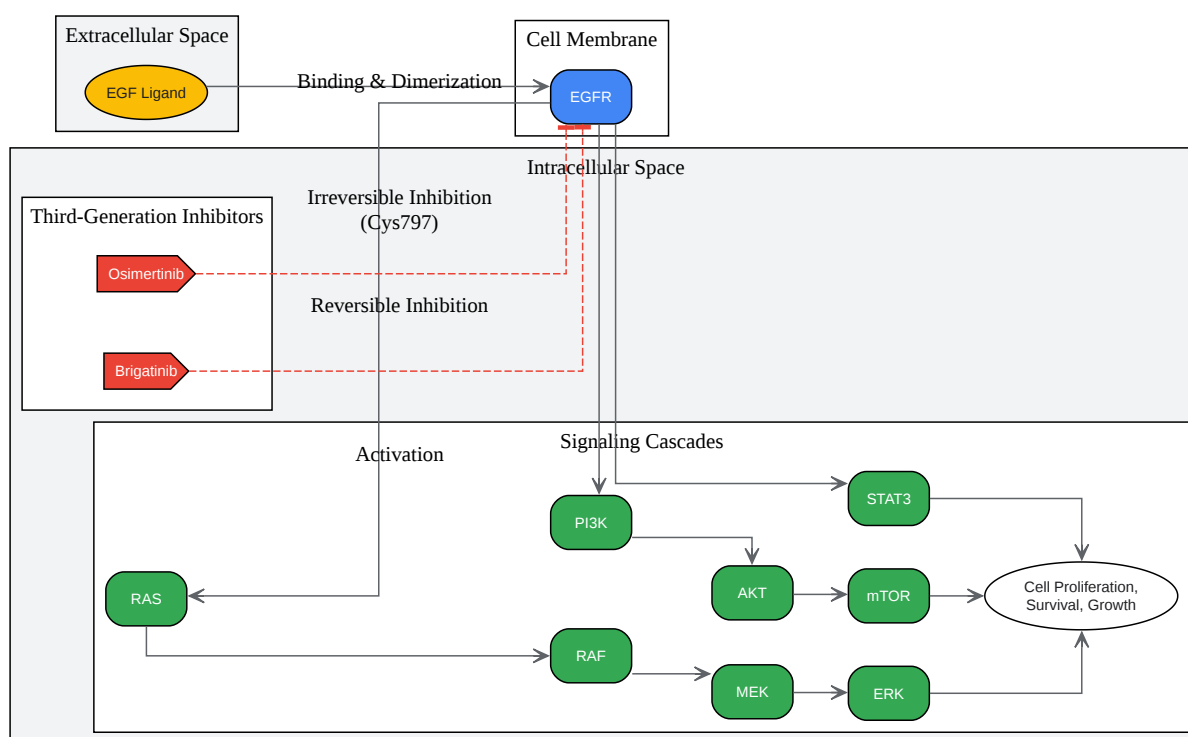 Extracellular Space
EGF Ligand
Binding & Dimerization
Cell Membrane
EGFR
Intracellular Space
Third-Generation Inhibitors
Irreversible Inhibition
(Cys797)
Osimertinib
Reversible Inhibition
Brigatinib
Signaling Cascades
Activation
STAT3
PI3K
RAS
AKT
mTOR
Cell Proliferation,
Survival, Growth
RAF
MEK
ERK